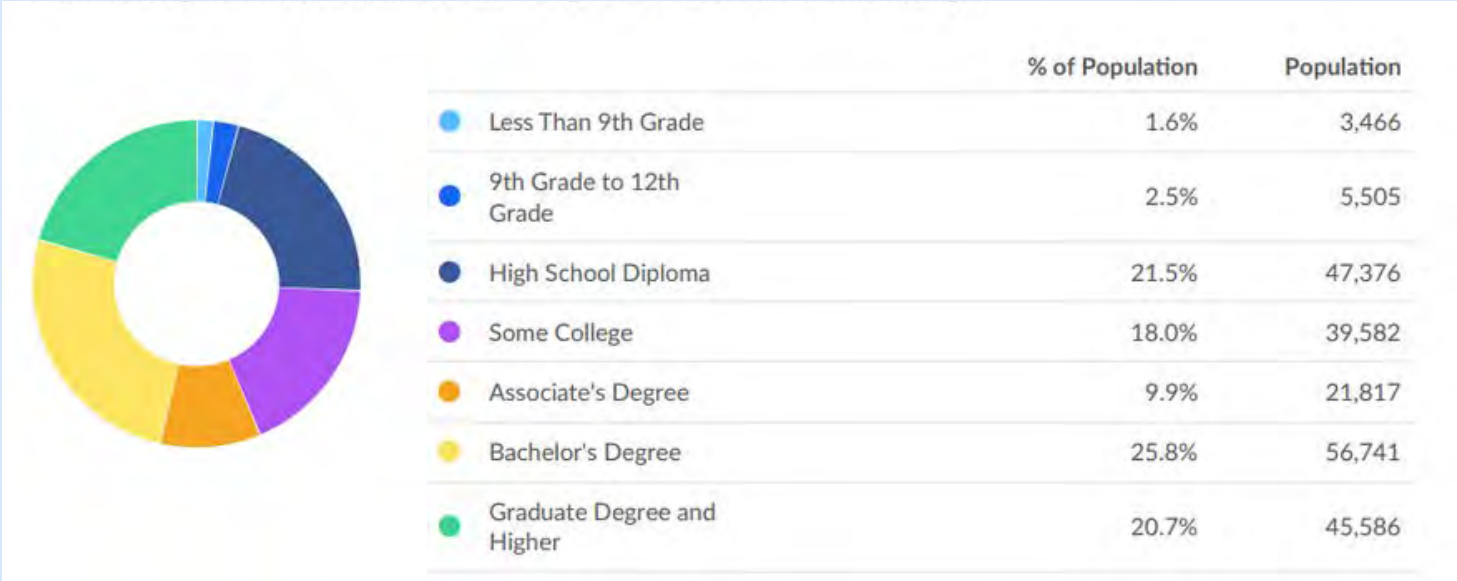 % of Population Population
Less Than 9th Grade 1.6% 3,466
9th Grade to 12th
Grade 2.5% 5,505
High School Diploma 21.5% 47,376
Some College 18.0% 39,582
Associate's Degree 9.9% 21,817
Bachelor's Degree 25.8% 56,741
Graduate Degree and
Higher 20.7% 45,586